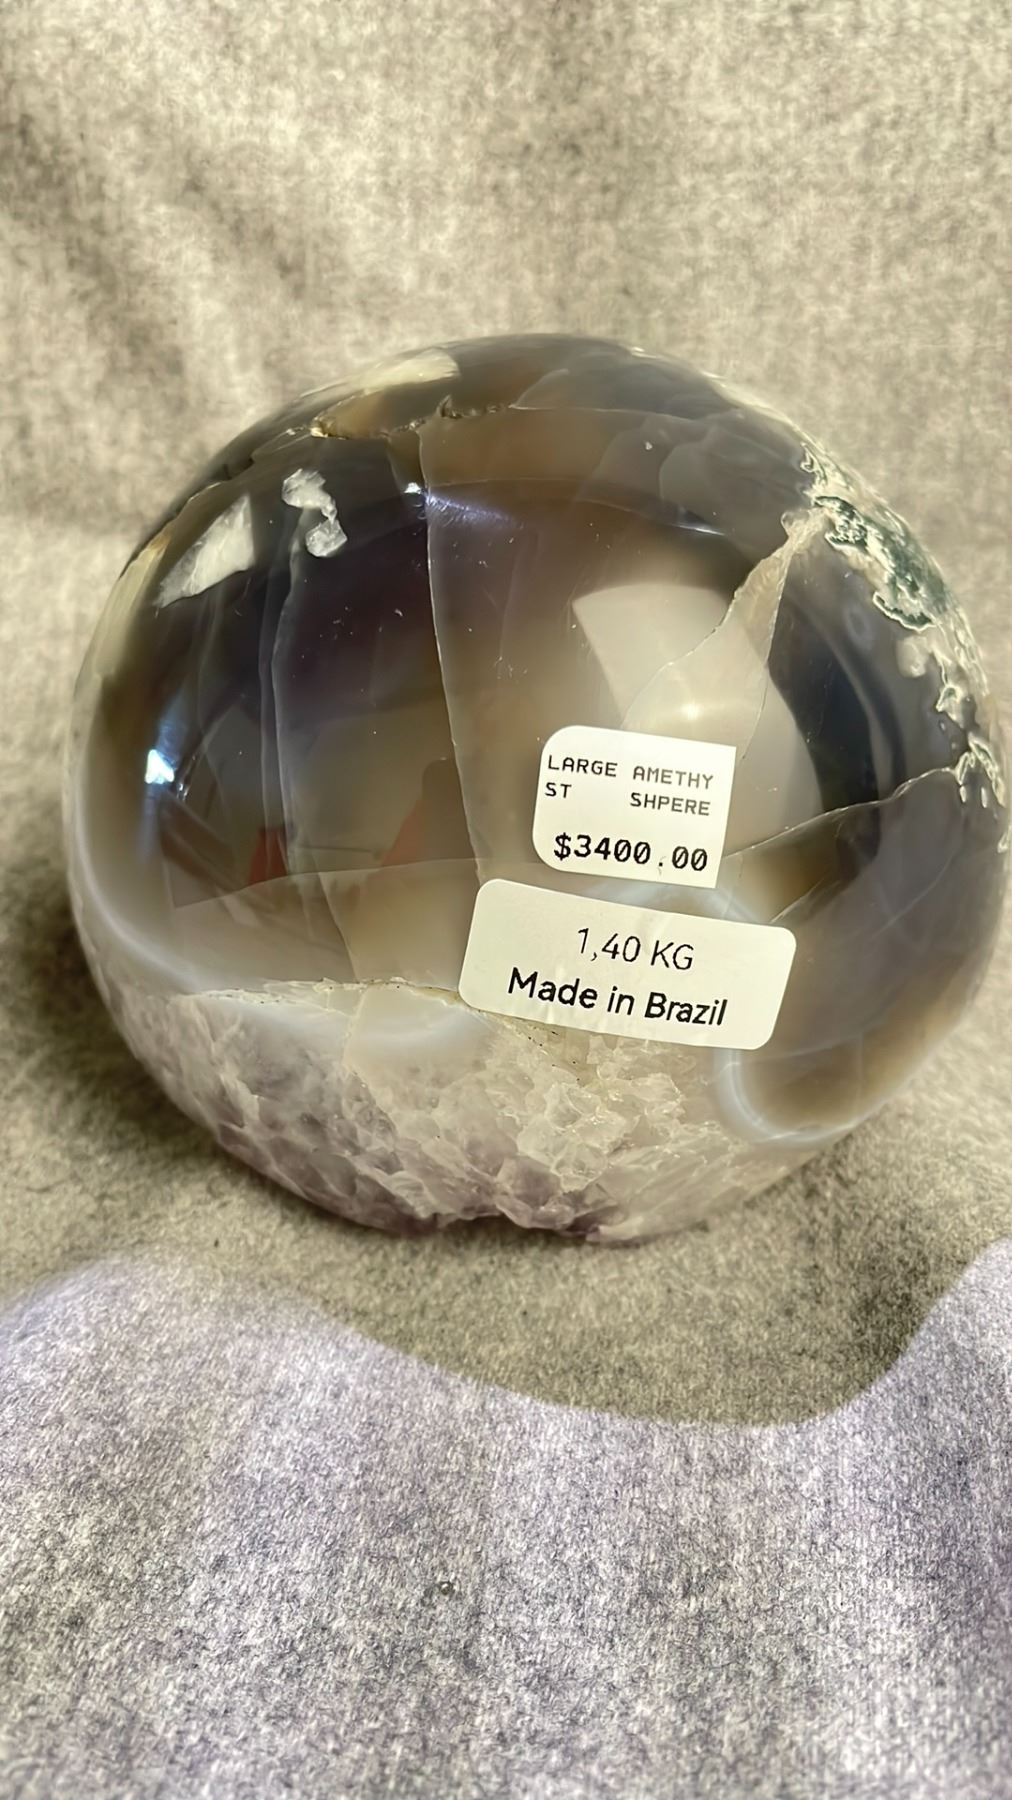 LARGE AMETHY
ST SHPERE
$3400.00
1,40 KG
Made in Brazil